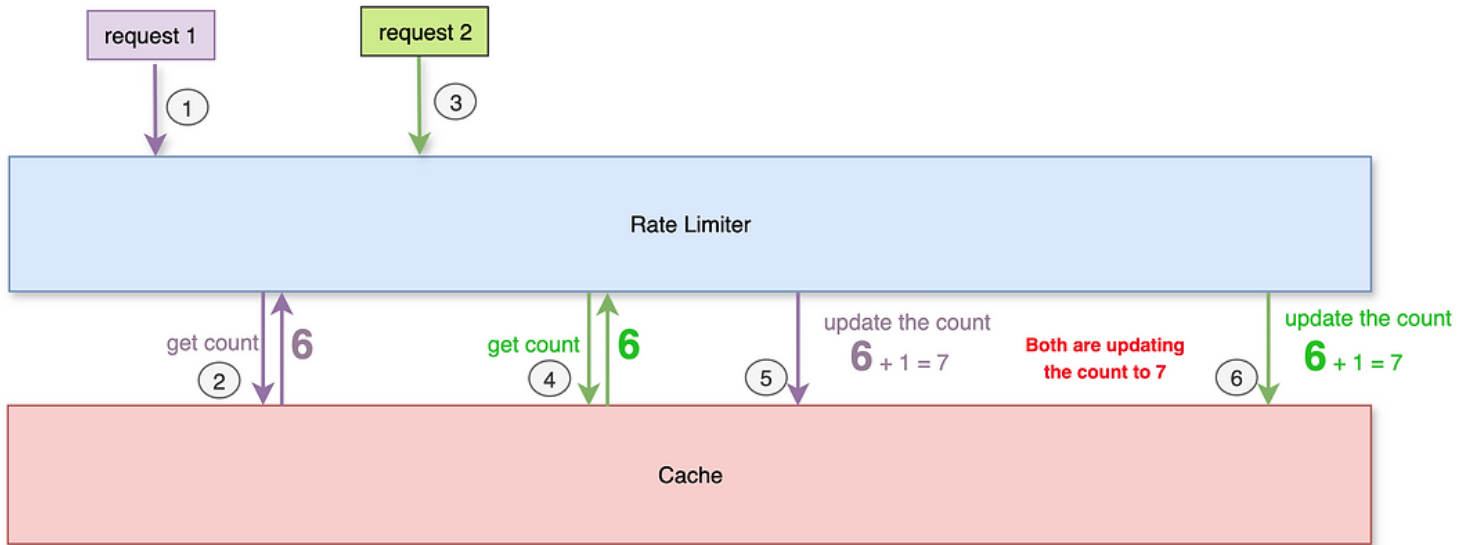 request 1
request 2
1
3
Rate Limiter
get count
6
2
get count
6
4
5
update the count
6 + 1 = 7
Both are updating
the count to 7
6
update the count
6 + 1 = 7
Cache